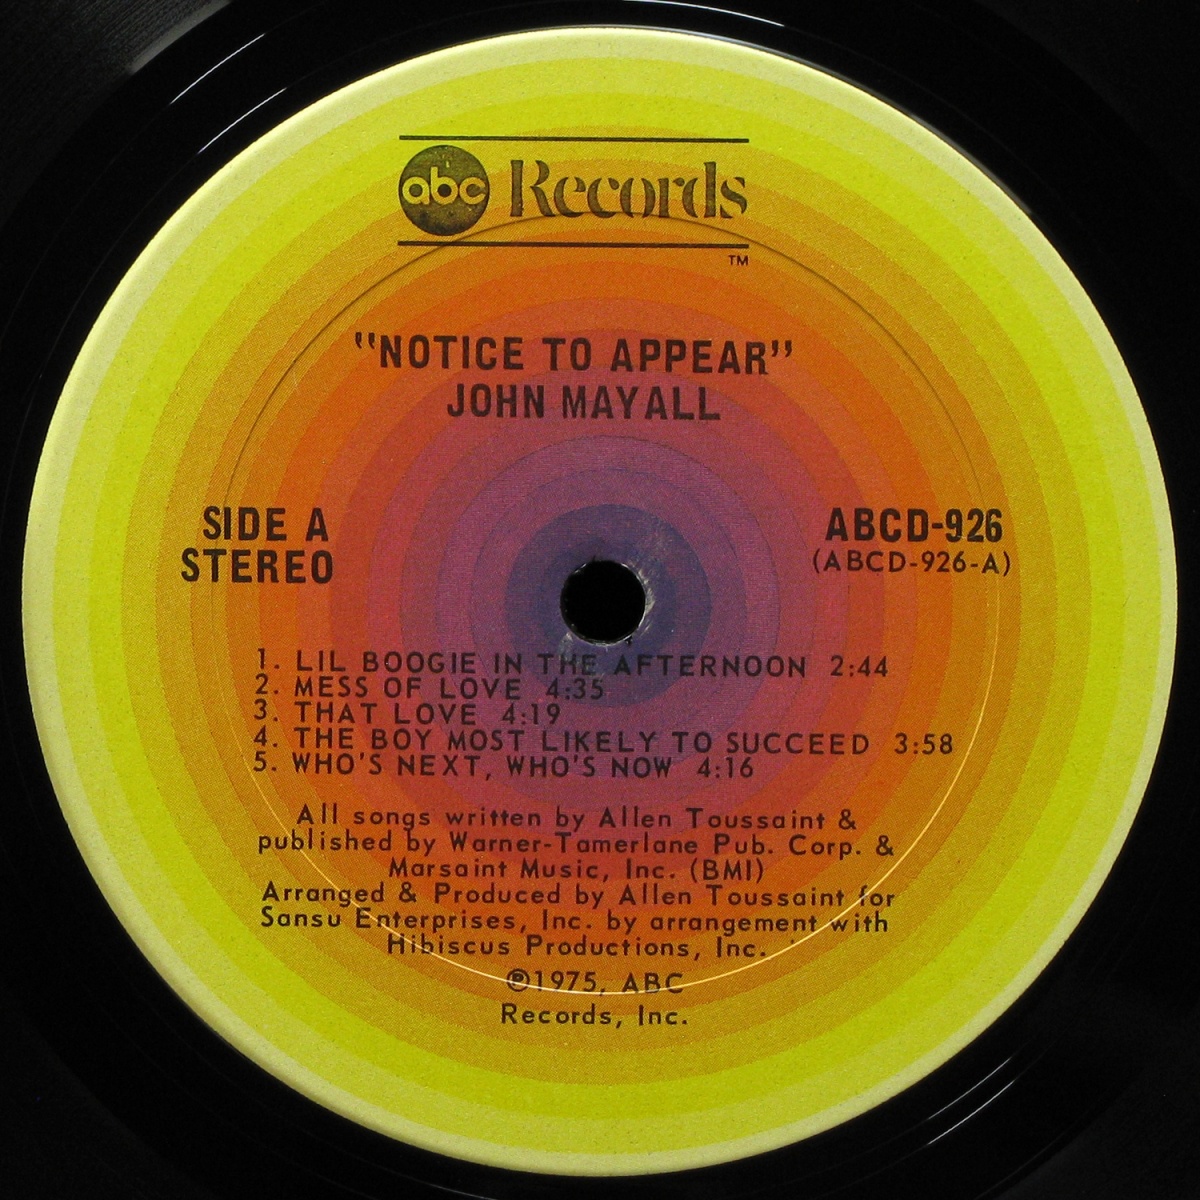 abc Records
TM
"NOTICE TO APPEAR"
JOHN MAYALL
SIDE A
STEREO
ABCD-926
(ABCD-926-A)
1. LIL BOOGIE IN THE AFTERNOON 2:44
2. MESS OF LOVE 4:35
3. THAT LOVE 4:19
4. THE BOY MOST LIKELY TO SUCCEED 3:58
5. WHO'S NEXT, WHO'S NOW 4:16
All songs written by Allen Toussaint &
published by Warner-Tamerlane Pub. Corp. &
Marsaint Music, Inc. (BMI)
Arranged & Produced by Allen Toussaint for
Sansu Enterprises, Inc. by arrangement with
Hibiscus Productions, Inc.
℗1975, ABC
Records, Inc.